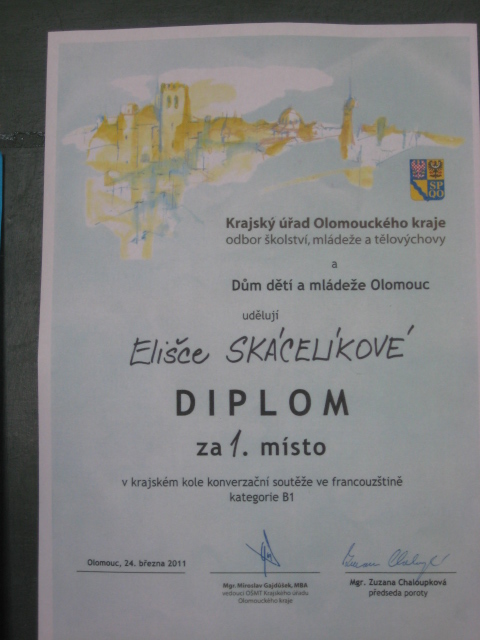 SP
OO
Krajský úřad Olomouckého kraje
odbor školství, mládeže a tělovýchovy
a
Dům dětí a mládeže Olomouc
udělují
Elišce SKÁCELÍKOVÉ
DIPLOM
za 1. místo
v krajském kole konverzační soutěže ve francouzštině
kategorie B1
Olomouc, 24. března 2011
Mgr. Miroslav Gajdůšek, MBA
vedoucí OŠMT Krajského úřadu
Olomouckého kraje
Mgr. Zuzana Chaloupková
předseda poroty